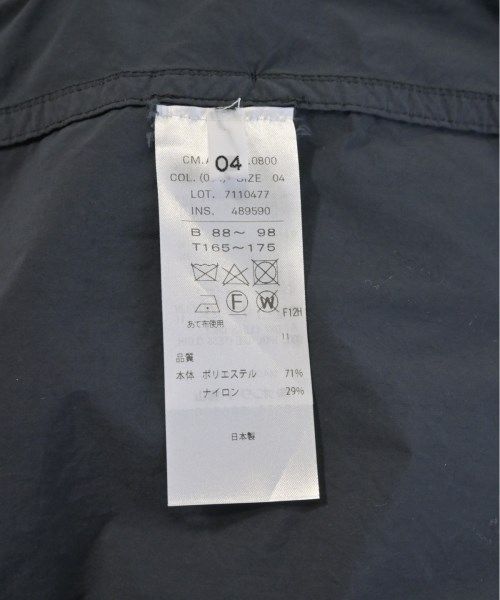 04
CM. .0800
COL. (0 SIZE 04
LOT. 7110477
INS. 489590
B 88～ 98
T165～175
F W F12H
あて布使用 11
品質
本体 ポリエステル 71%
ナイロン 29%
日本製